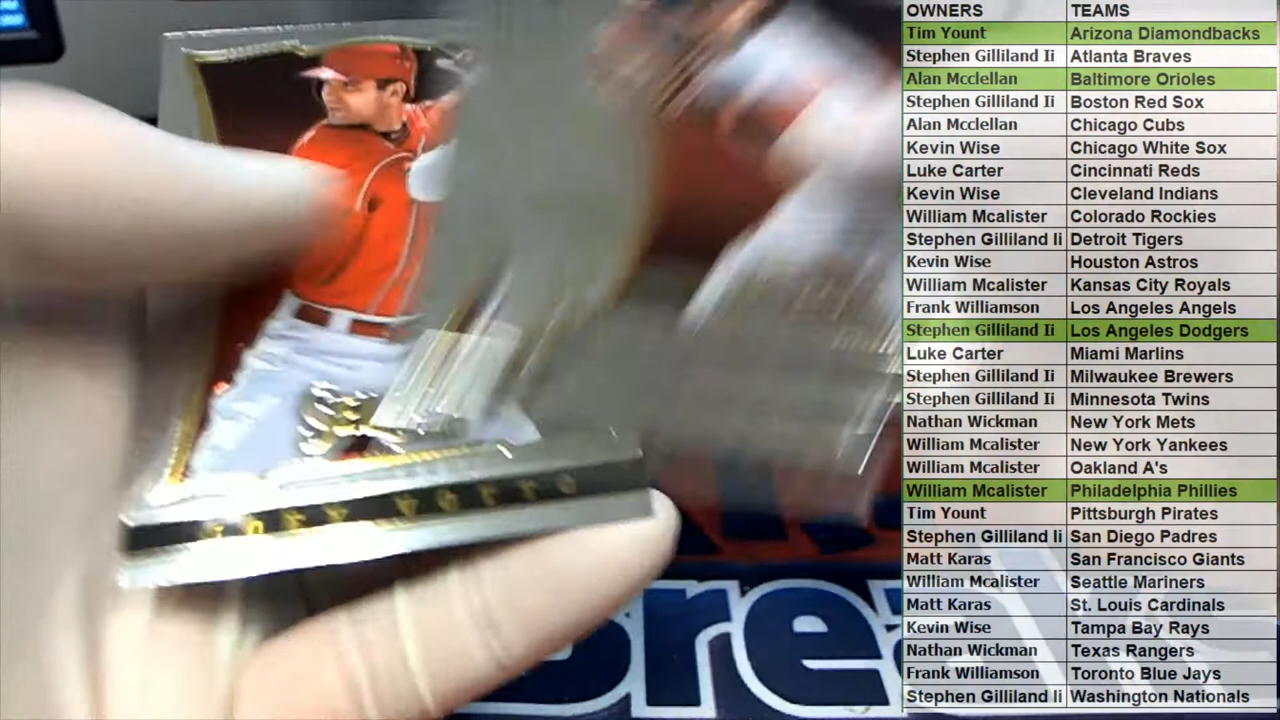 OWNERS TEAMS
Tim Yount Arizona Diamondbacks
Stephen Gilliland Ii Atlanta Braves
Alan Mcclellan Baltimore Orioles
Stephen Gilliland Ii Boston Red Sox
Alan Mcclellan Chicago Cubs
Kevin Wise Chicago White Sox
Luke Carter Cincinnati Reds
Kevin Wise Cleveland Indians
William Mcalister Colorado Rockies
Stephen Gilliland Ii Detroit Tigers
Kevin Wise Houston Astros
William Mcalister Kansas City Royals
Frank Williamson Los Angeles Angels
Stephen Gilliland Ii Los Angeles Dodgers
Luke Carter Miami Marlins
Stephen Gilliland Ii Milwaukee Brewers
Stephen Gilliland Ii Minnesota Twins
Nathan Wickman New York Mets
William Mcalister New York Yankees
William Mcalister Oakland A's
William Mcalister Philadelphia Phillies
Tim Yount Pittsburgh Pirates
Stephen Gilliland Ii San Diego Padres
Matt Karas San Francisco Giants
William Mcalister Seattle Mariners
Matt Karas St. Louis Cardinals
Kevin Wise Tampa Bay Rays
Nathan Wickman Texas Rangers
Frank Williamson Toronto Blue Jays
Stephen Gilliland Ii Washington Nationals
Breaks